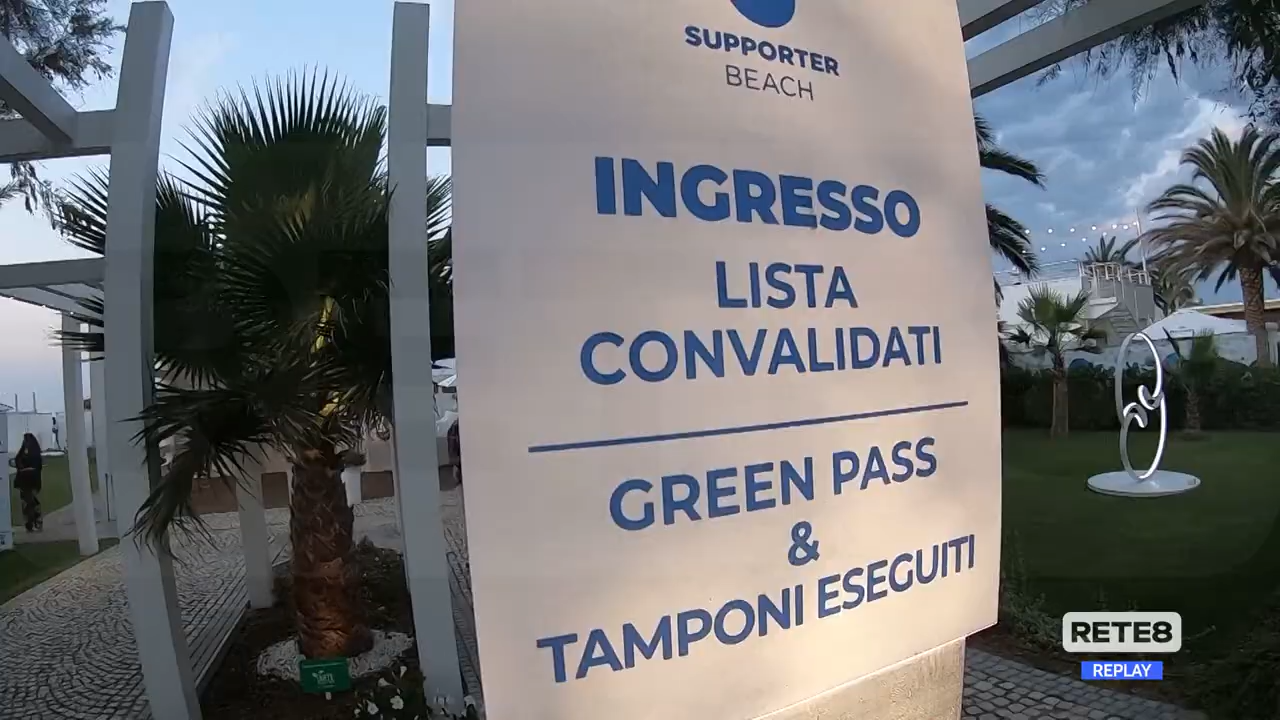 SUPPORTER
BEACH
INGRESSO
LISTA
CONVALIDATI
GREEN PASS
&
TAMPONI ESEGUITI
RETE8
REPLAY